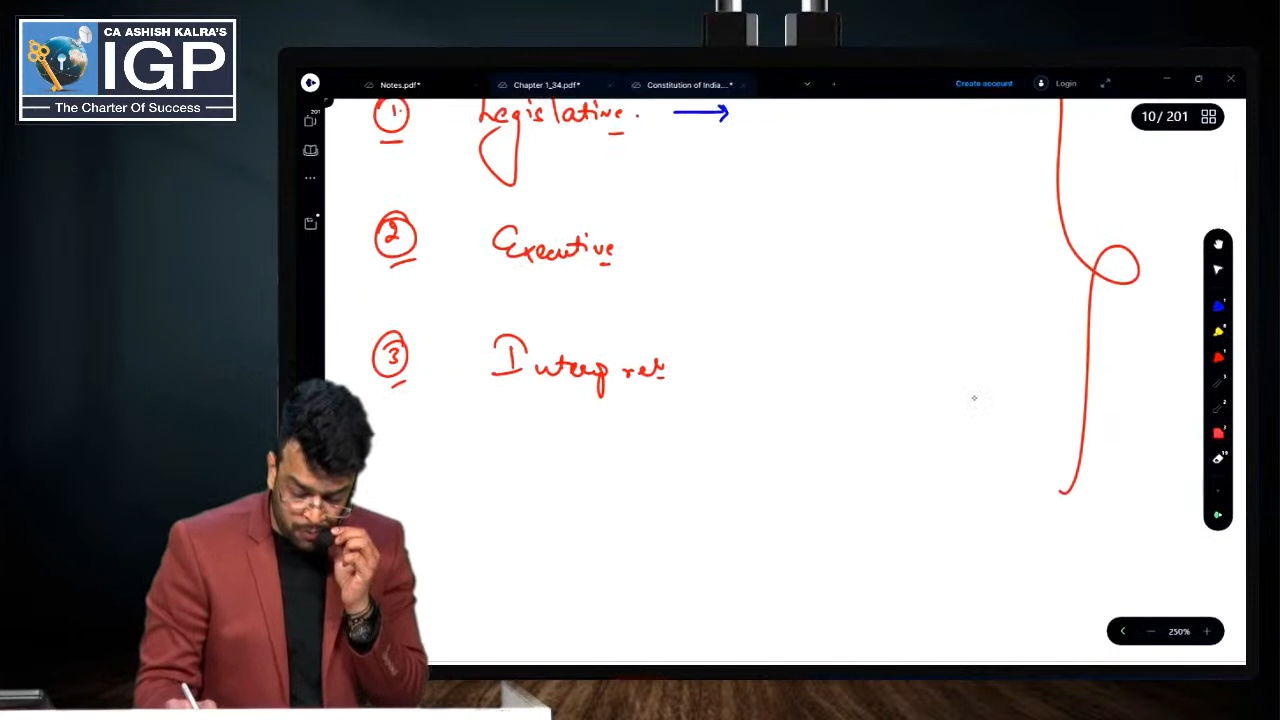 CA ASHISH KALRA'S
IGP
The Charter Of Success
Notes.pdf*
Chapter 1_34.pdf*
Constitution of India....*
Create account
Login
201
10/ 201
1. Legislative.
2 Executive
3 Interpret
250%